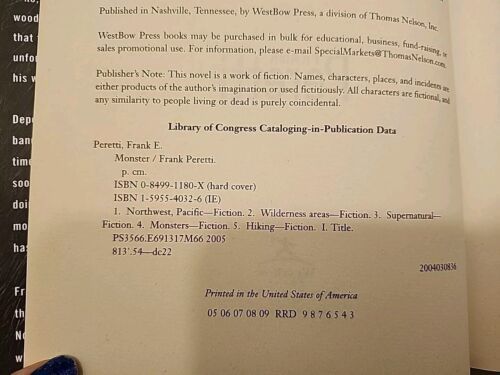 Published in Nashville, Tennessee, by WestBow Press, a division of Thomas Nelson, Inc.
WestBow Press books may be purchased in bulk for educational, business, fund-raising, or
sales promotional use. For information, please e-mail SpecialMarkets@ThomasNelson.com.
Publisher's Note: This novel is a work of fiction. Names, characters, places, and incidents are
either products of the author's imagination or used fictitiously. All characters are fictional, and
any similarity to people living or dead is purely coincidental.
Library of Congress Cataloging-in-Publication Data
Peretti, Frank E.
Monster / Frank Peretti.
p. cm.
ISBN 0-8499-1180-X (hard cover)
ISBN 1-5955-4032-6 (IE)
1. Northwest, Pacific—Fiction. 2. Wilderness areas—Fiction. 3. Supernatural—
Fiction. 4. Monsters—Fiction. 5. Hiking—Fiction. I. Title.
PS3566.E691317M66 2005
813'.54—dc22
2004030836
Printed in the United States of America
05 06 07 08 09 RRD 9 8 7 6 5 4 3
wood
that
unfo
his w
Dep
ban
time
soo
doi
mo
ha
Fr
th
No
w